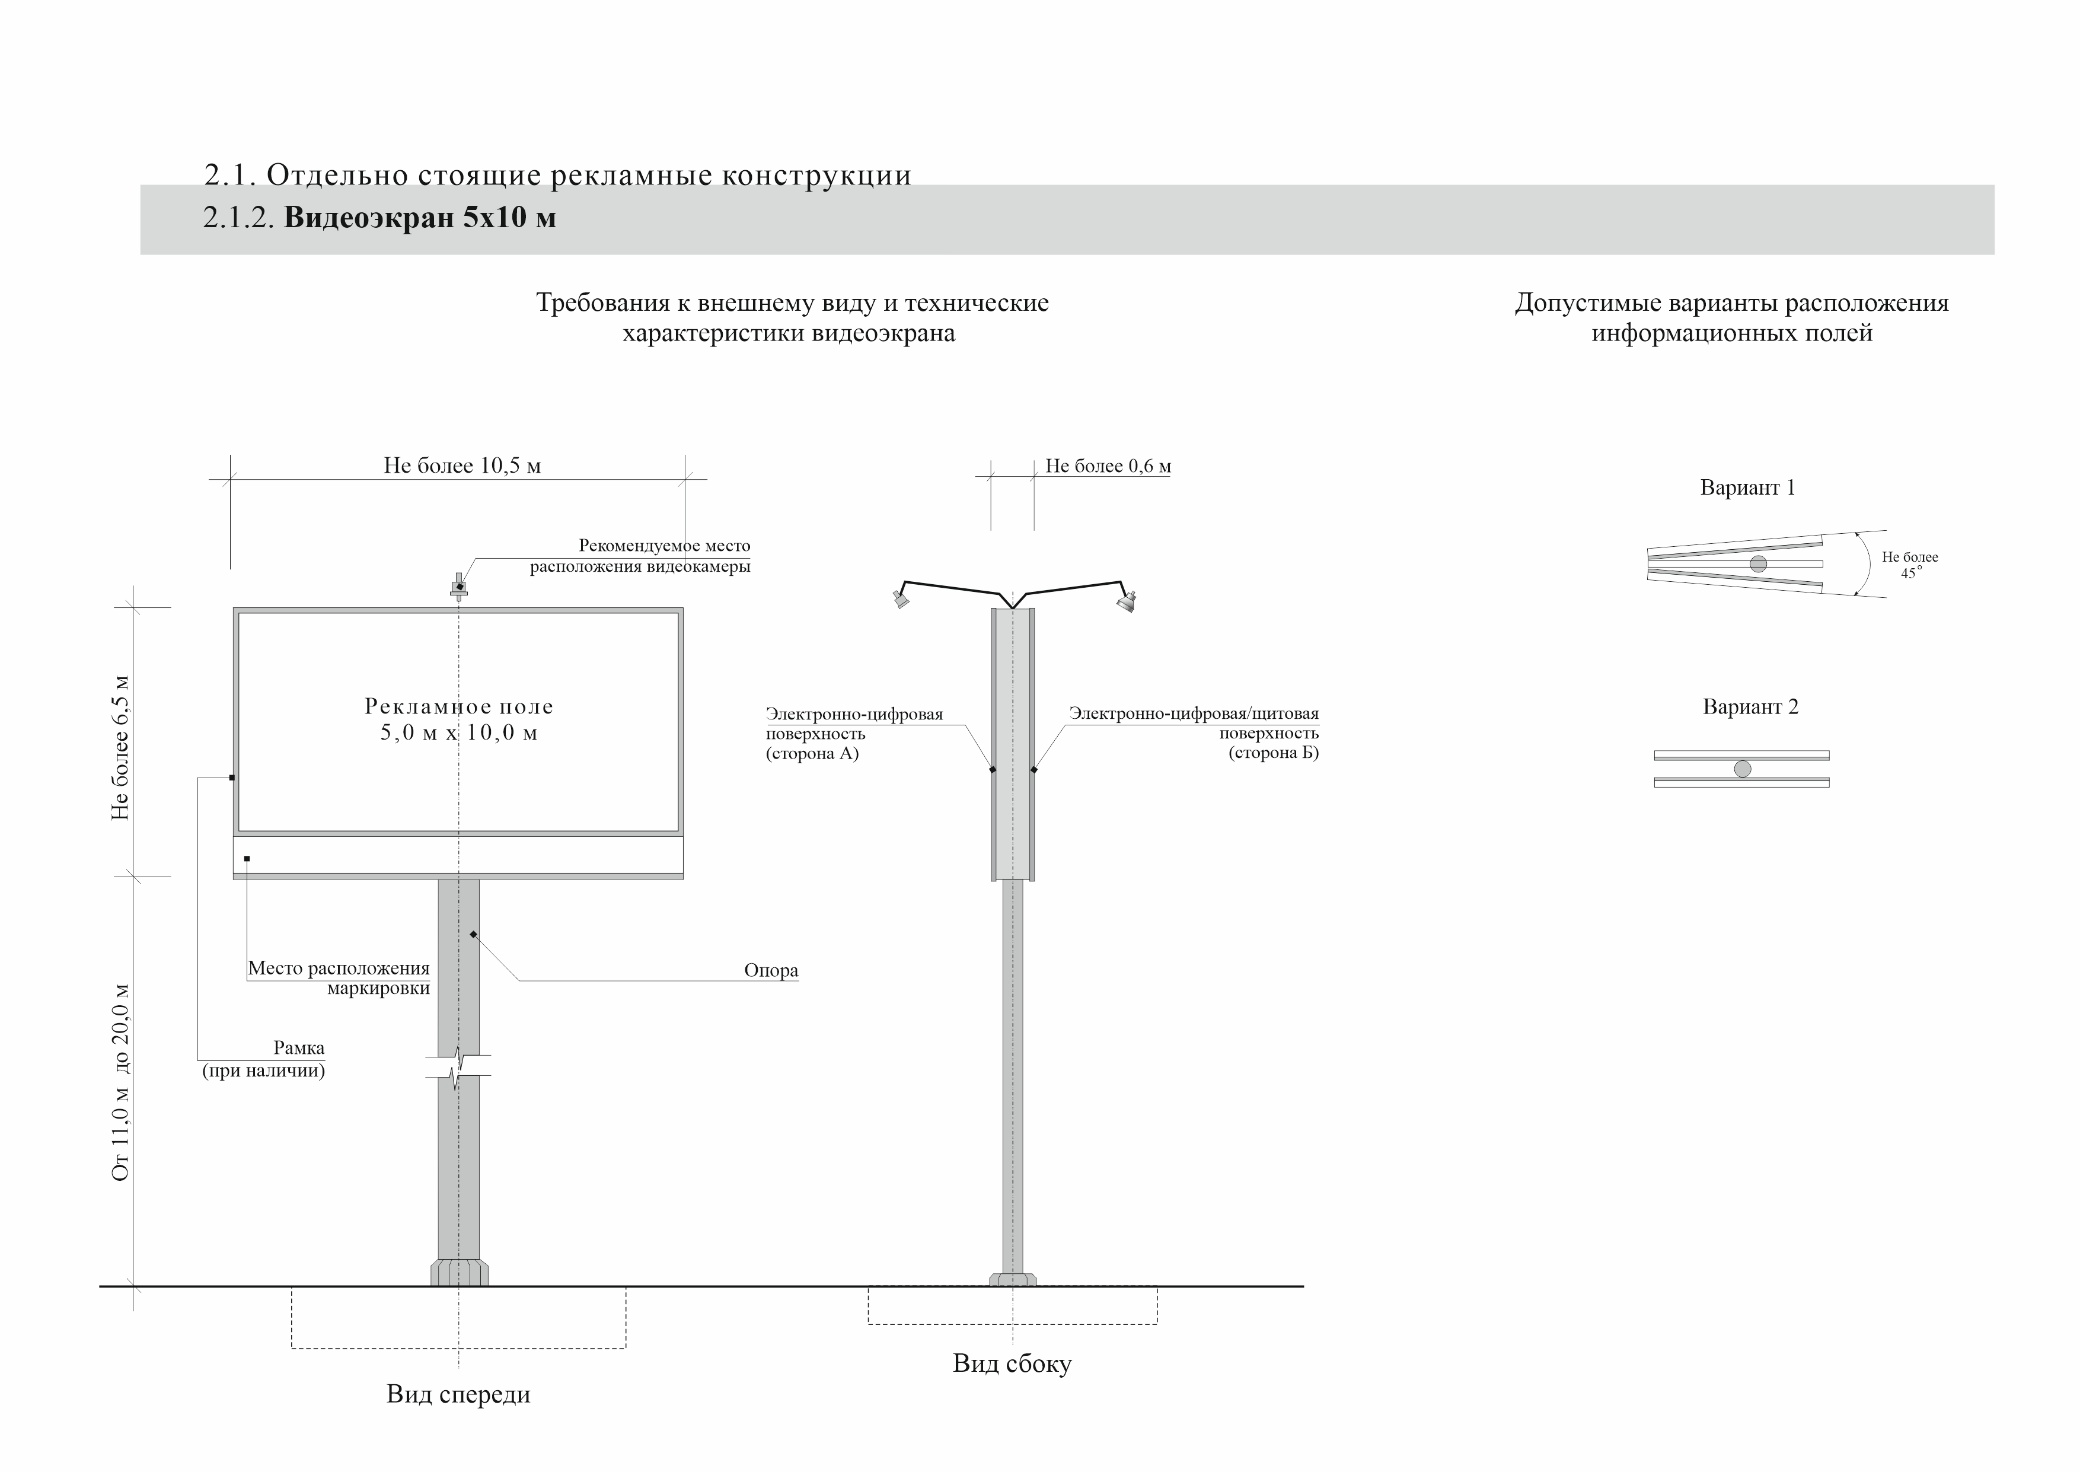 2.1. Отдельно стоящие рекламные конструкции
2.1.2. Видеоэкран 5х10 м
Требования к внешнему виду и технические
характеристики видеоэкрана
Допустимые варианты расположения
информационных полей
Не более 10,5 м
Не более 0,6 м
Вариант 1
Рекомендуемое место
расположения видеокамеры
Не более
45°
Рекламное поле
5,0 м х 10,0 м
Не более 6,5 м
Электронно-цифровая
поверхность
(сторона А)
Электронно-цифровая/щитовая
поверхность
(сторона Б)
Вариант 2
Место расположения
маркировки
Опора
Рамка
(при наличии)
От 11,0 м до 20,0 м
Вид спереди
Вид сбоку